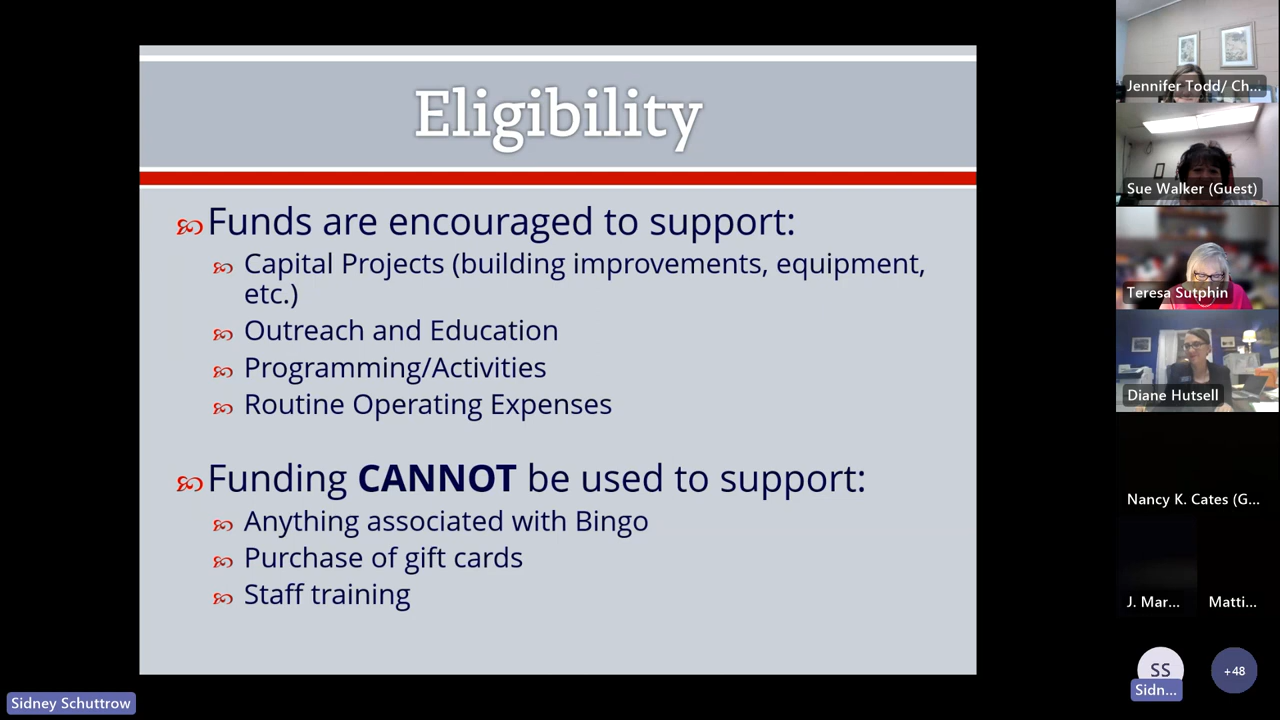 Eligibility
Funds are encouraged to support:
Capital Projects (building improvements, equipment,
etc.)
Outreach and Education
Programming/Activities
Routine Operating Expenses
Funding CANNOT be used to support:
Anything associated with Bingo
Purchase of gift cards
Staff training
Jennifer Todd/ Ch...
Sue Walker (Guest)
Teresa Sutphin
Diane Hutsell
Nancy K. Cates (G...
J. Mar...
Matti...
SS
+48
Sidn...
Sidney Schuttrow